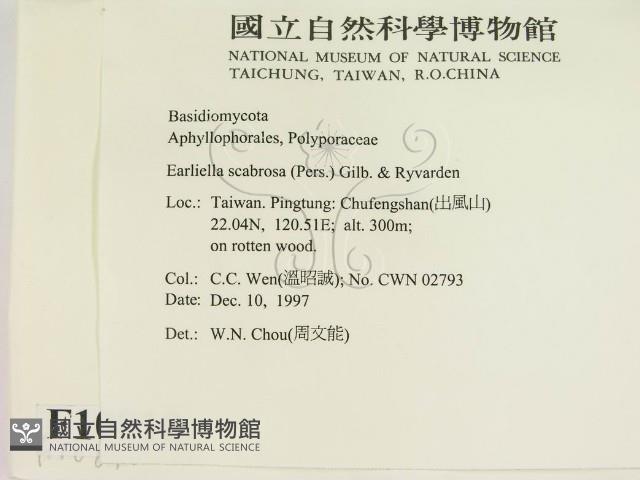 國立自然科學博物館
NATIONAL MUSEUM OF NATURAL SCIENCE
TAICHUNG, TAIWAN, R.O.CHINA
Basidiomycota
Aphyllophorales, Polyporaceae
Earliella scabrosa (Pers.) Gilb. & Ryvarden
Loc.: Taiwan. Pingtung: Chufengshan(出風山)
22.04N, 120.51E; alt. 300m;
on rotten wood.
Col.: C.C. Wen(溫昭誠); No. CWN 02793
Date: Dec. 10, 1997
Det.: W.N. Chou(周文能)
國立自然科學博物館
NATIONAL MUSEUM OF NATURAL SCIENCE